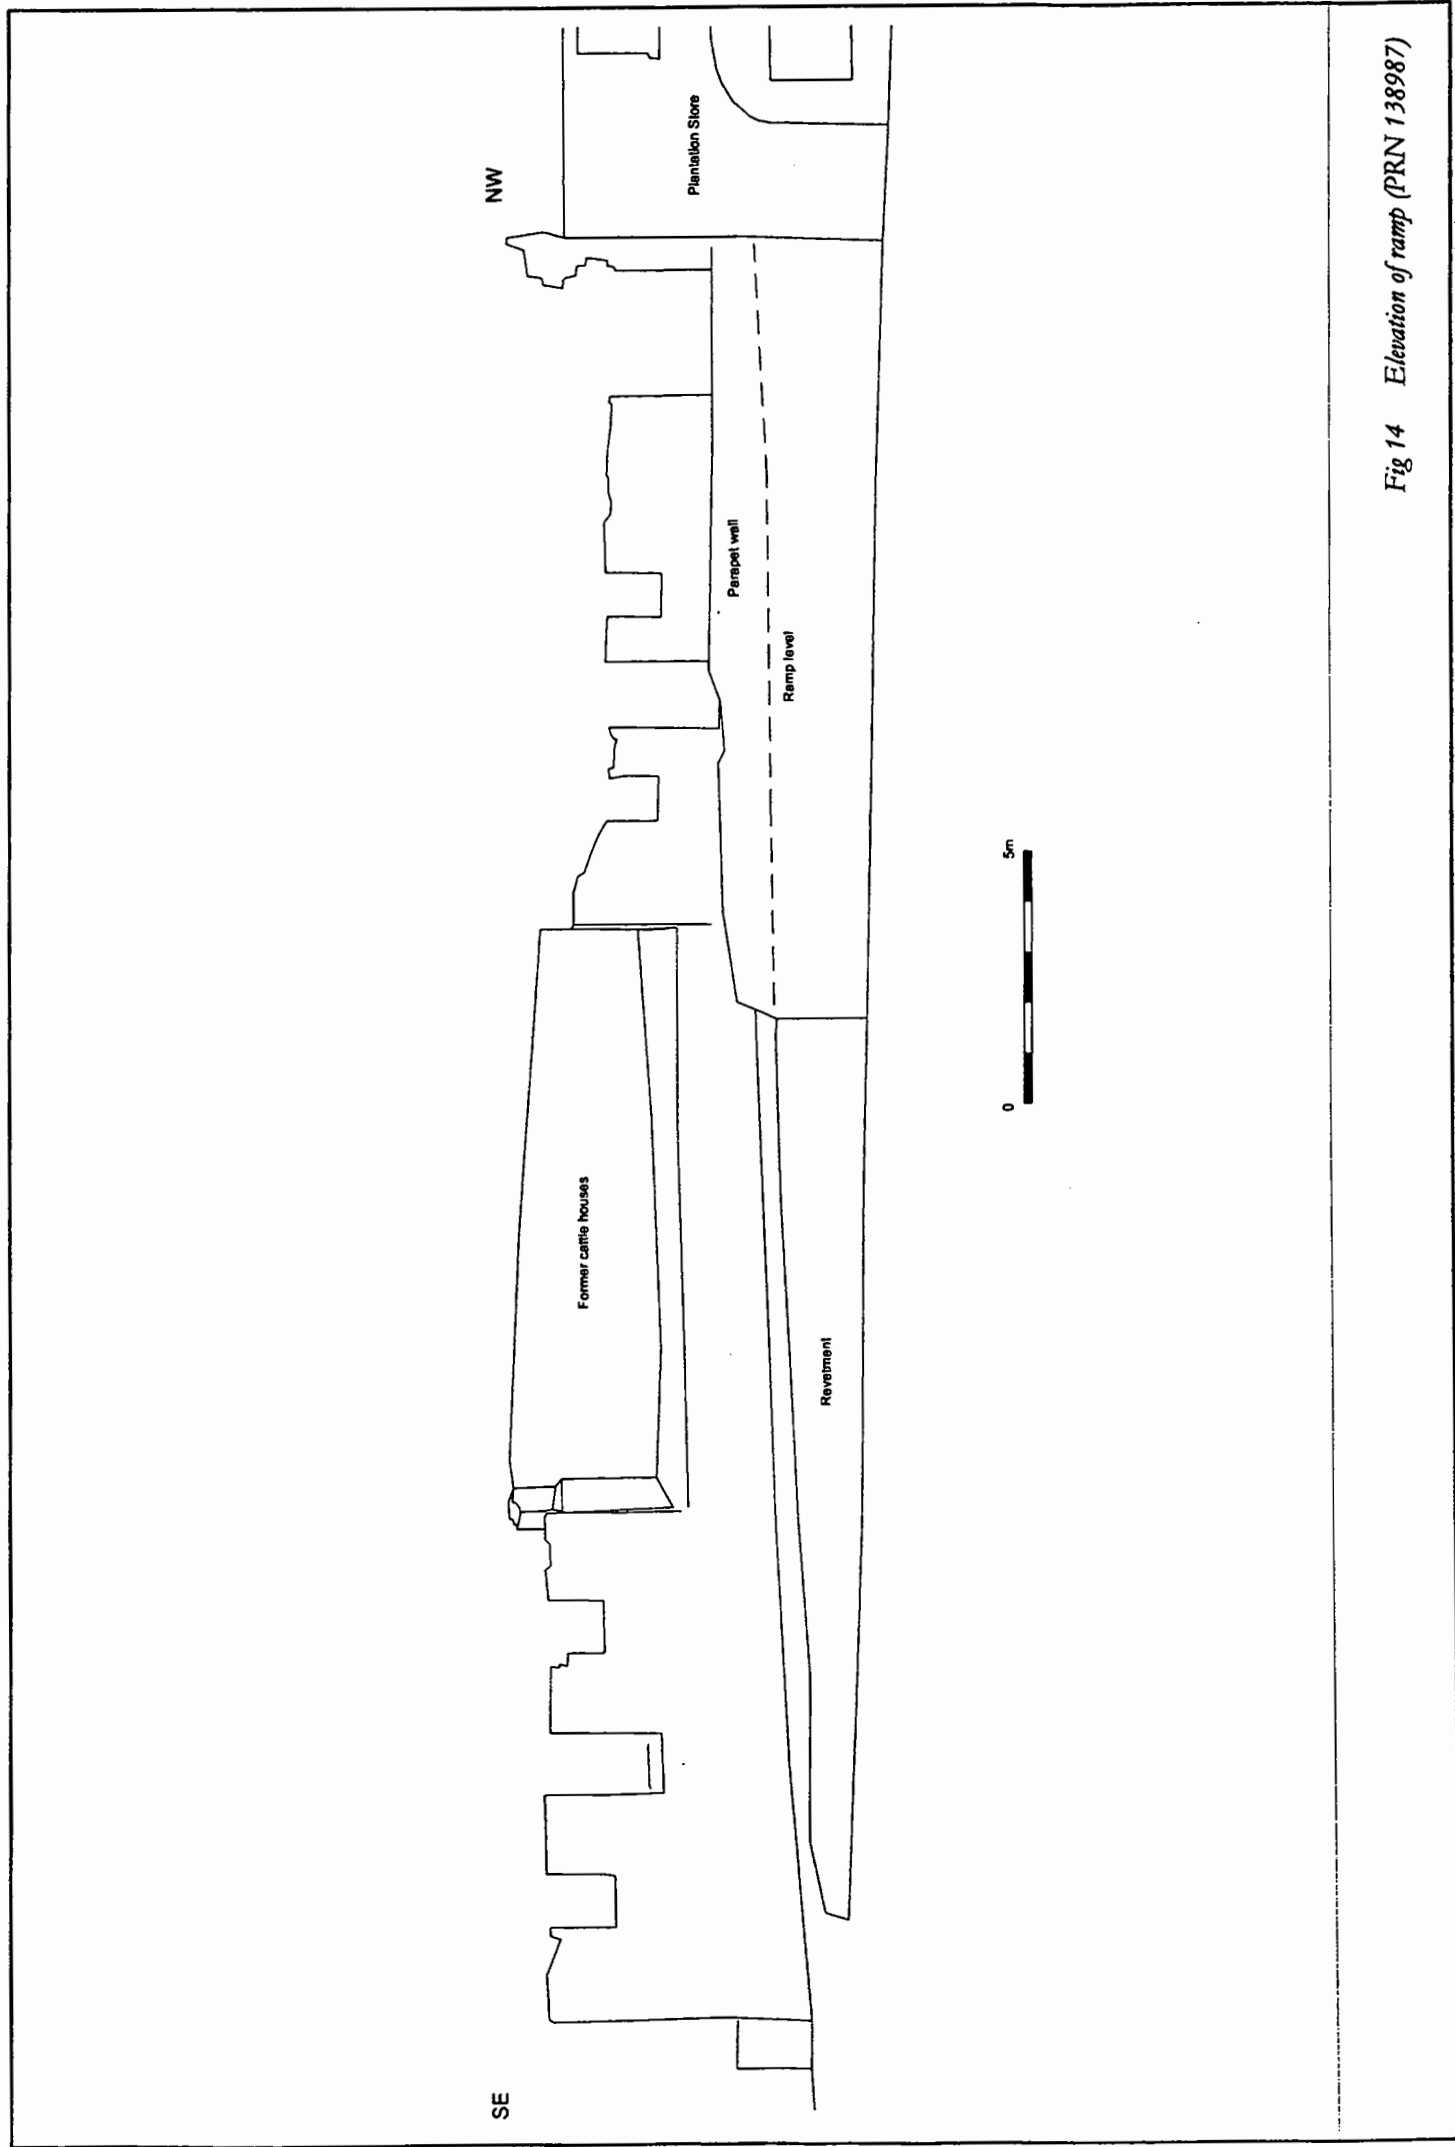 SE
NW
Former cattle houses
Plantation Store
Parapet wall
Ramp level
Revetment
0
5m
Fig 14 Elevation of ramp (PRN 138987)